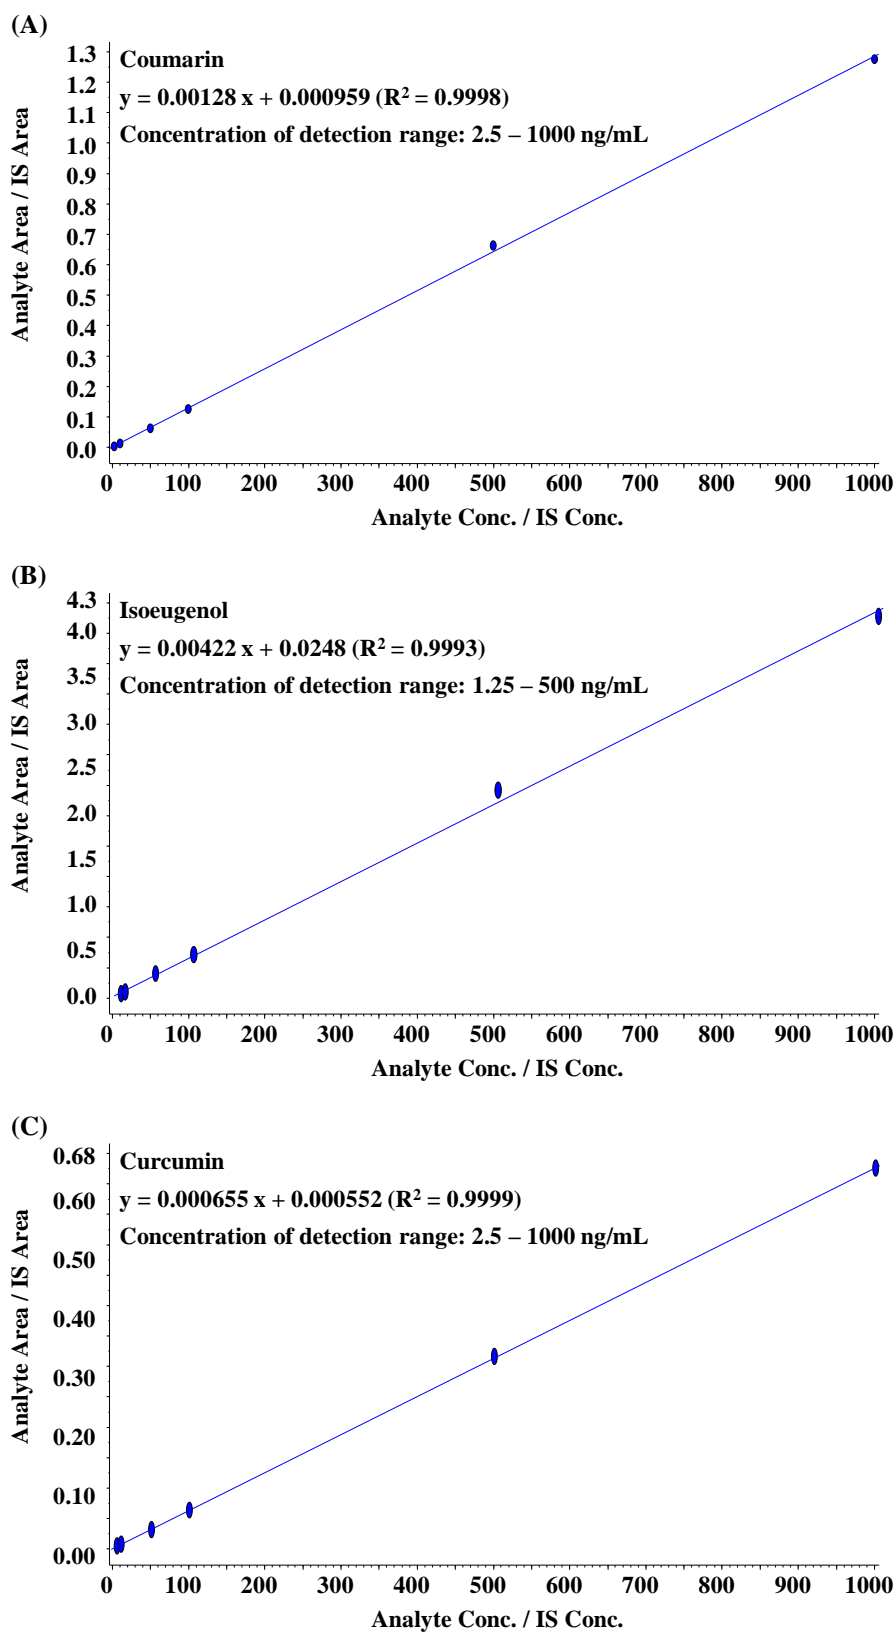 (A)
Coumarin
y = 0.00128 x + 0.000959 (R² = 0.9998)
Concentration of detection range: 2.5 – 1000 ng/mL
Analyte Area / IS Area
1.3
1.2
1.1
1.0
0.9
0.8
0.7
0.6
0.5
0.4
0.3
0.2
0.1
0.0
0 100 200 300 400 500 600 700 800 900 1000
Analyte Conc. / IS Conc.
(B)
Isoeugenol
y = 0.00422 x + 0.0248 (R² = 0.9993)
Concentration of detection range: 1.25 – 500 ng/mL
Analyte Area / IS Area
4.3
4.0
3.5
3.0
2.5
2.0
1.5
1.0
0.5
0.0
0 100 200 300 400 500 600 700 800 900 1000
Analyte Conc. / IS Conc.
(C)
Curcumin
y = 0.000655 x + 0.000552 (R² = 0.9999)
Concentration of detection range: 2.5 – 1000 ng/mL
Analyte Area / IS Area
0.68
0.60
0.50
0.40
0.30
0.20
0.10
0.00
0 100 200 300 400 500 600 700 800 900 1000
Analyte Conc. / IS Conc.